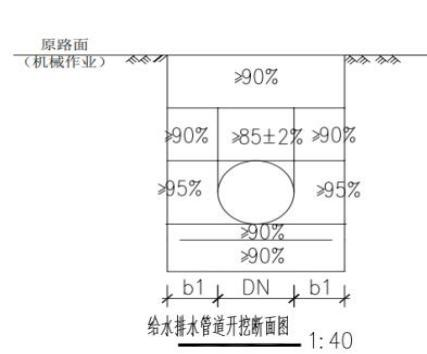 原路面
（机械作业）
≥90%
≥90% ≥85±2% ≥90%
≥95% ≥95%
≥90%
≥90%
b1 DN b1
给水排水管道开挖断面图 1:40